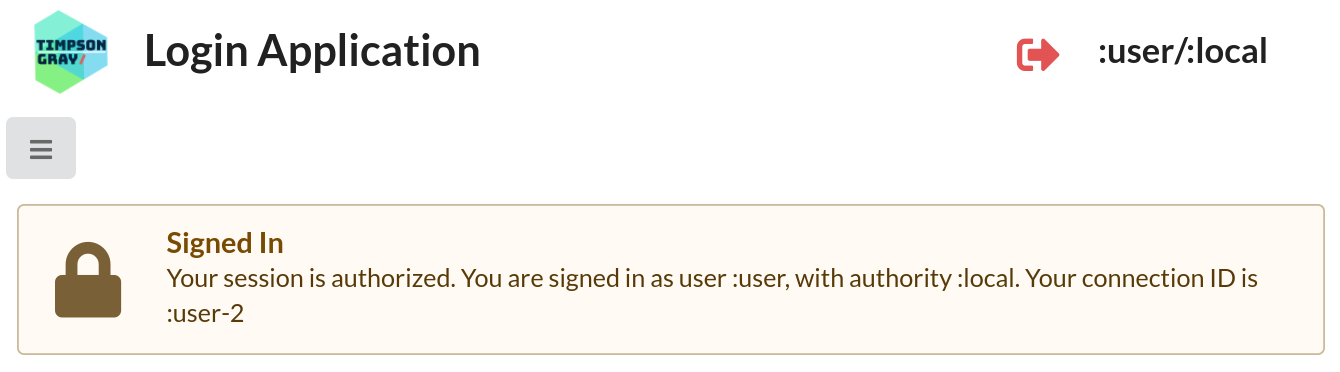 TIMPSON
GRAY/
Login Application
:user/:local
Signed In
Your session is authorized. You are signed in as user :user, with authority :local. Your connection ID is
:user-2